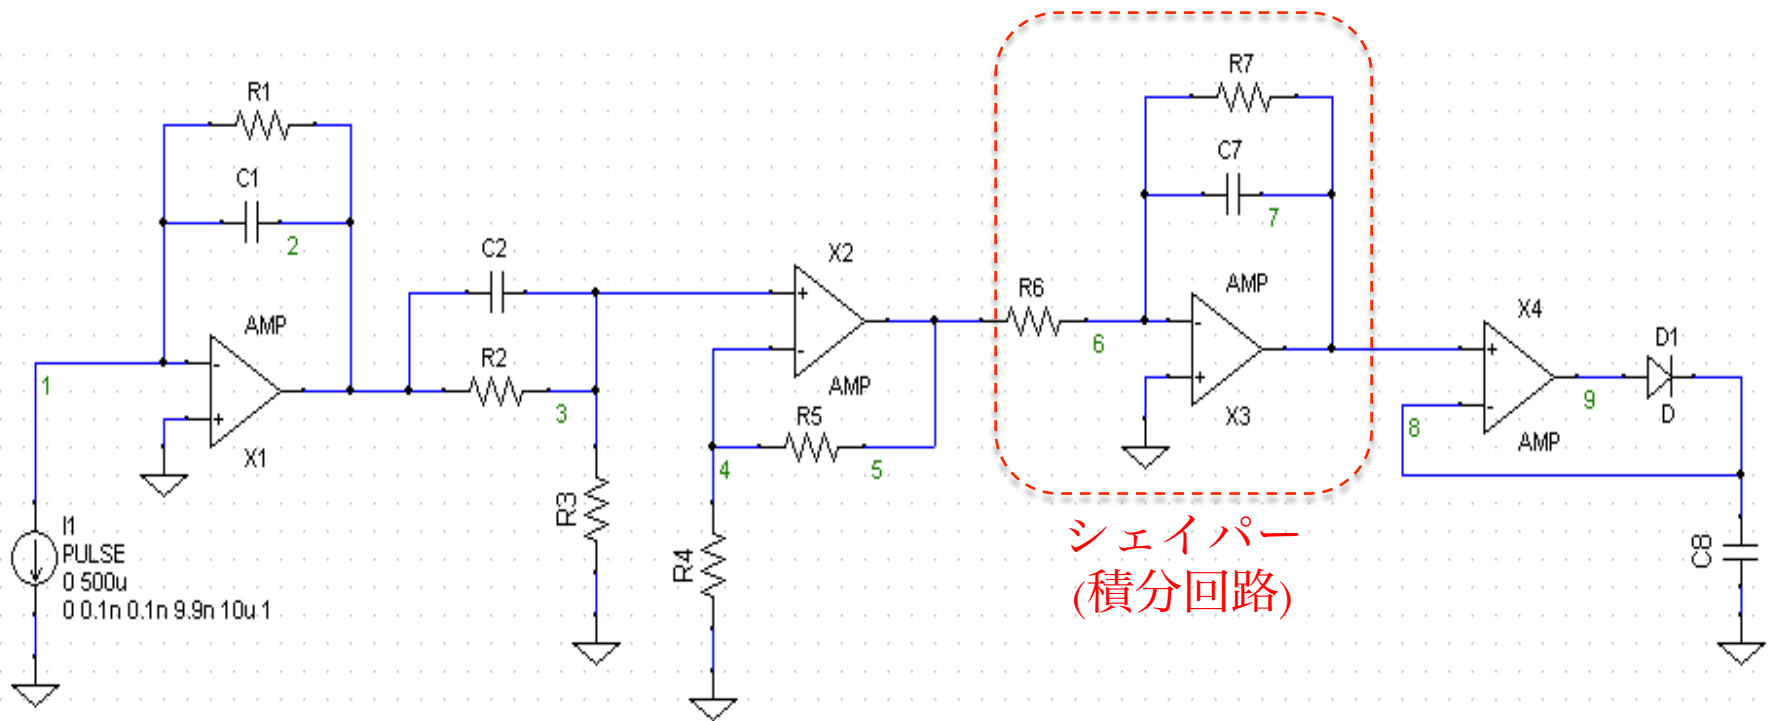 R1
C1
2
AMP
1
X1
I1
PULSE
0 500u
0 0.1n 0.1n 9.9n 10u 1
C2
R2
3
R3
X2
AMP
R5
4
5
R4
R7
C7
7
AMP
R6
6
X3
シェイパー
(積分回路)
X4
D1
D
9
8
AMP
C8